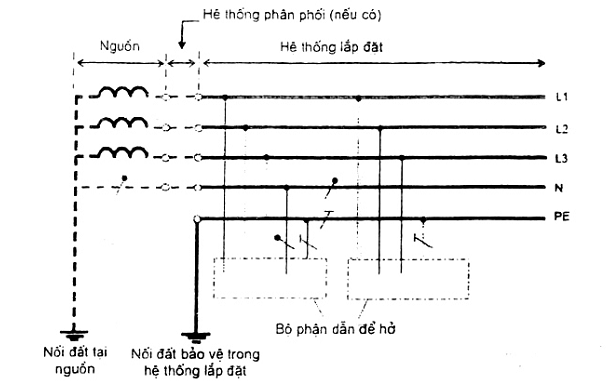 Hệ thống phân phối (nếu có)
Nguồn
Hệ thống lắp đặt
L1
L2
L3
N
PE
Bộ phận dẫn để hở
Nối đất tại
nguồn
Nối đất bảo vệ trong
hệ thống lắp đặt